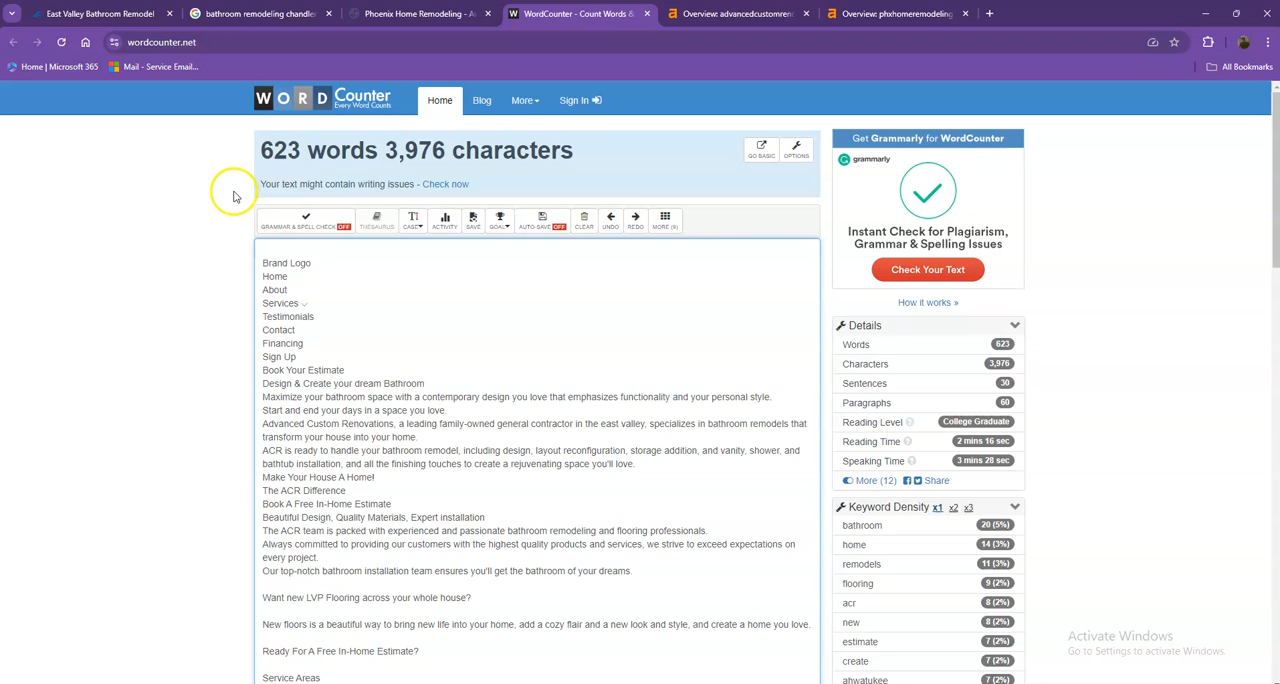 East Valley Bathroom Remodel
bathroom remodeling chandler
Phoenix Home Remodeling - A
WordCounter - Count Words &
Overview: advancedcustomren
Overview: phxhomeremodeling
wordcounter.net
Home | Microsoft 365
Mail - Service Email...
All Bookmarks
WORD Counter
Every Word Counts
Home
Blog
More
Sign In
623 words 3,976 characters
GO BASIC
OPTIONS
Your text might contain writing issues - Check now
GRAMMAR & SPELL CHECK OFF
THESAURUS
CASE
ACTIVITY
SAVE
GOAL
AUTO-SAVE OFF
CLEAR
UNDO
REDO
MORE (6)
Brand Logo
Home
About
Services
Testimonials
Contact
Financing
Sign Up
Book Your Estimate
Design & Create your dream Bathroom
Maximize your bathroom space with a contemporary design you love that emphasizes functionality and your personal style.
Start and end your days in a space you love.
Advanced Custom Renovations, a leading family-owned general contractor in the east valley, specializes in bathroom remodels that
transform your house into your home.
ACR is ready to handle your bathroom remodel, including design, layout reconfiguration, storage addition, and vanity, shower, and
bathtub installation, and all the finishing touches to create a rejuvenating space you'll love.
Make Your House A Home!
The ACR Difference
Book A Free In-Home Estimate
Beautiful Design, Quality Materials, Expert installation
The ACR team is packed with experienced and passionate bathroom remodeling and flooring professionals.
Always committed to providing our customers with the highest quality products and services, we strive to exceed expectations on
every project.
Our top-notch bathroom installation team ensures you'll get the bathroom of your dreams.
Want new LVP Flooring across your whole house?
New floors is a beautiful way to bring new life into your home, add a cozy flair and a new look and style, and create a home you love.
Ready For A Free In-Home Estimate?
Service Areas
Get Grammarly for WordCounter
grammarly
Instant Check for Plagiarism,
Grammar & Spelling Issues
Check Your Text
How it works »
Details
Words 623
Characters 3,976
Sentences 30
Paragraphs 60
Reading Level College Graduate
Reading Time 2 mins 16 sec
Speaking Time 3 mins 28 sec
More (12) Share
Keyword Density x1 x2 x3
bathroom 20 (5%)
home 14 (3%)
remodels 11 (3%)
flooring 9 (2%)
acr 8 (2%)
new 8 (2%)
estimate 7 (2%)
create 7 (2%)
ahwatukee 7 (2%)
Activate Windows
Go to Settings to activate Windows.